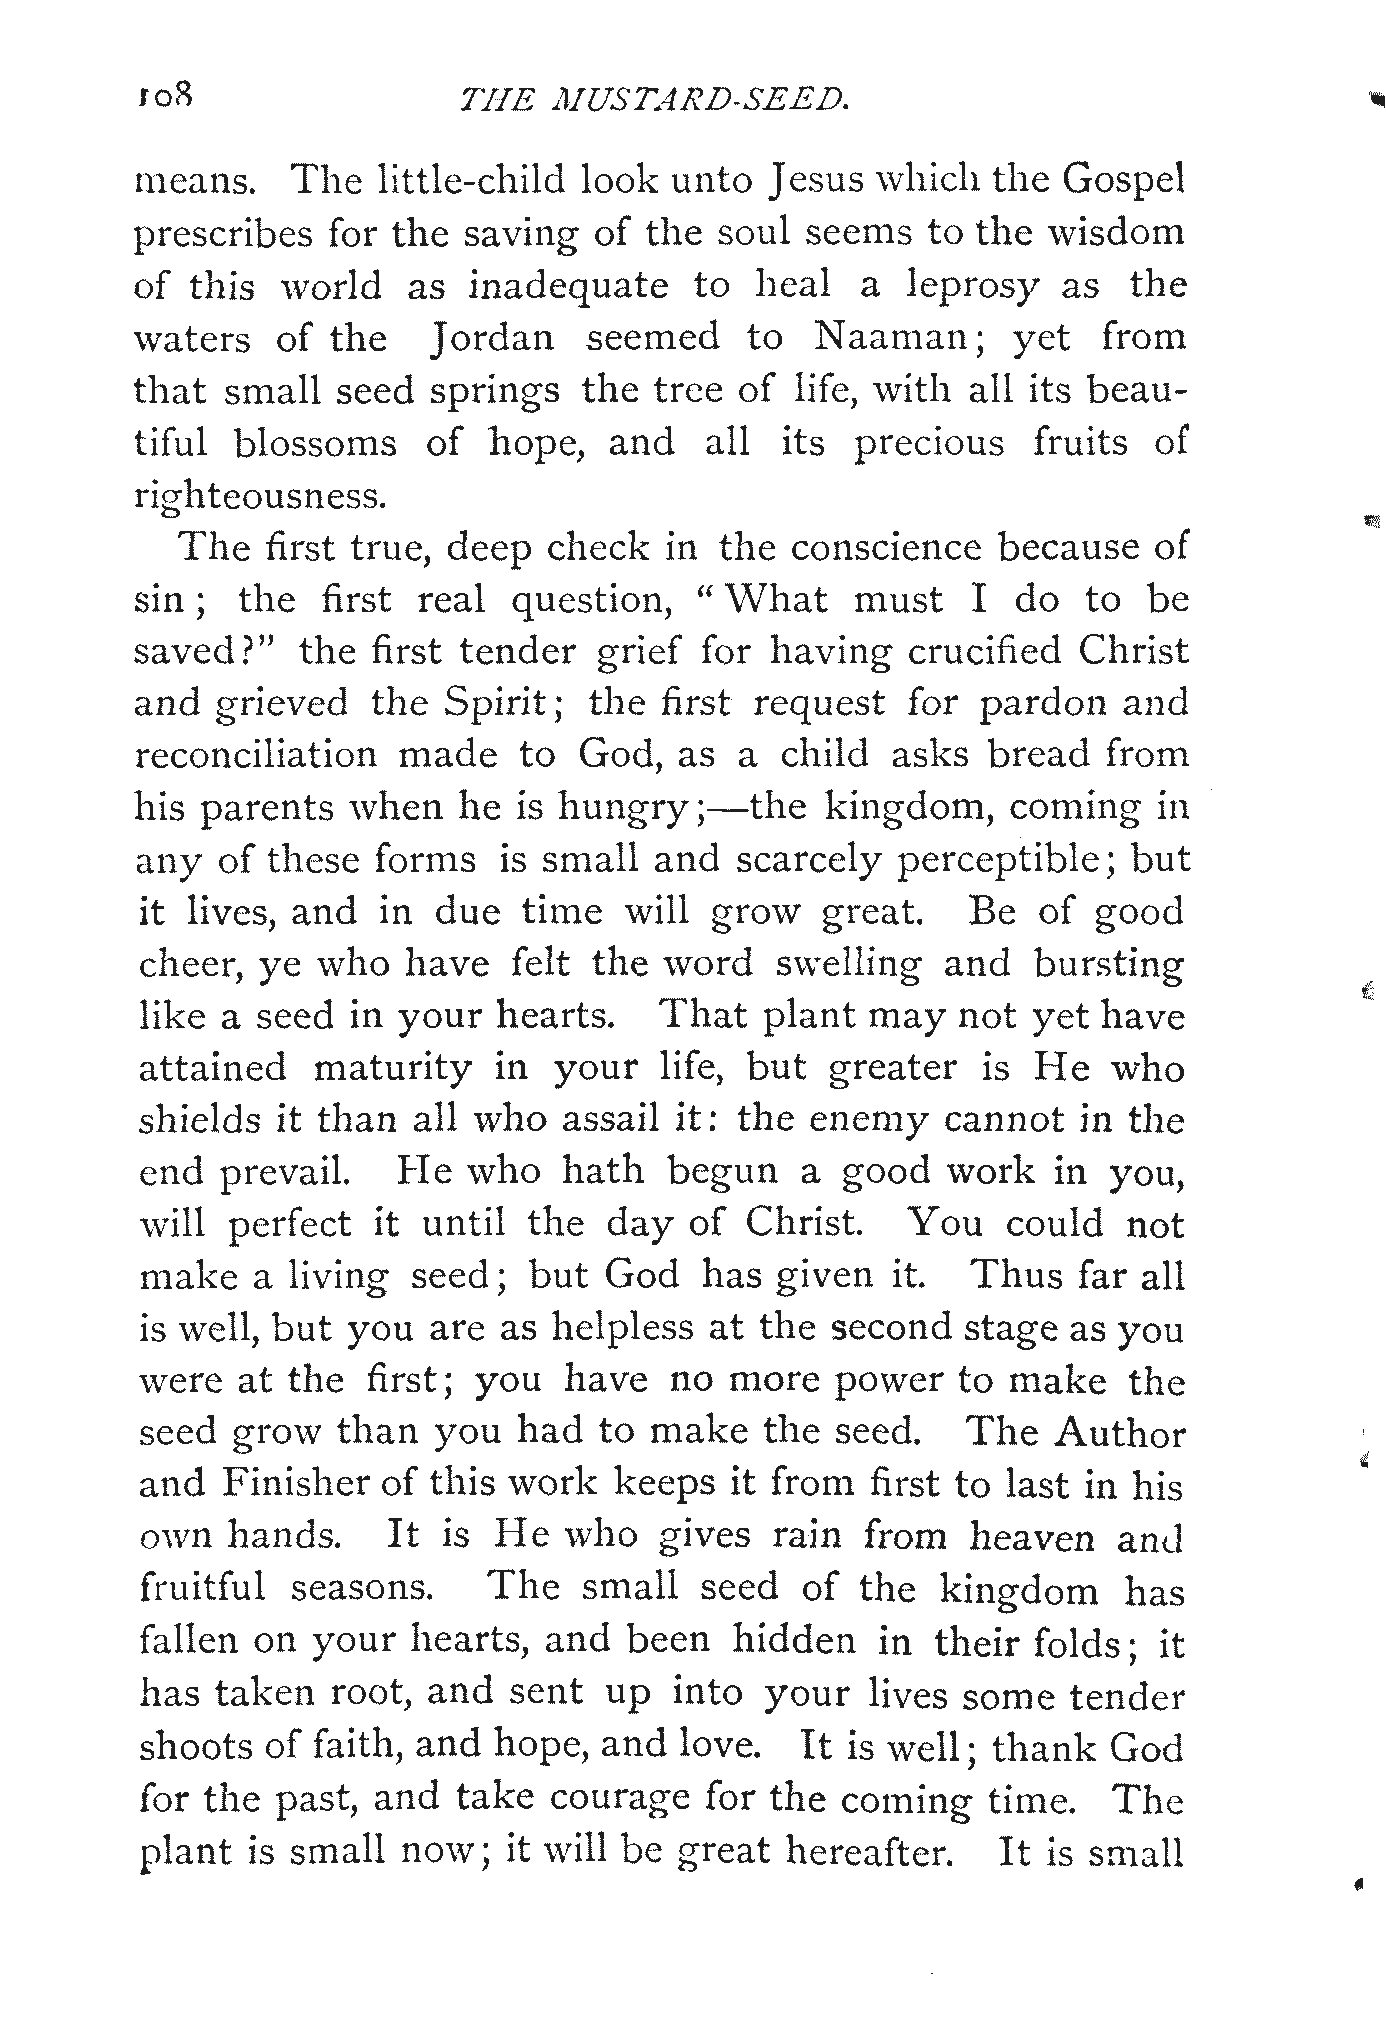 108 THE MUSTARD-SEED.
means. The little-child look unto Jesus which the Gospel
prescribes for the saving of the soul seems to the wisdom
of this world as inadequate to heal a leprosy as the
waters of the Jordan seemed to Naaman; yet from
that small seed springs the tree of life, with all its beau-
tiful blossoms of hope, and all its precious fruits of
righteousness.
The first true, deep check in the conscience because of
sin; the first real question, "What must I do to be
saved?" the first tender grief for having crucified Christ
and grieved the Spirit; the first request for pardon and
reconciliation made to God, as a child asks bread from
his parents when he is hungry;—the kingdom, coming in
any of these forms is small and scarcely perceptible; but
it lives, and in due time will grow great. Be of good
cheer, ye who have felt the word swelling and bursting
like a seed in your hearts. That plant may not yet have
attained maturity in your life, but greater is He who
shields it than all who assail it: the enemy cannot in the
end prevail. He who hath begun a good work in you,
will perfect it until the day of Christ. You could not
make a living seed; but God has given it. Thus far all
is well, but you are as helpless at the second stage as you
were at the first; you have no more power to make the
seed grow than you had to make the seed. The Author
and Finisher of this work keeps it from first to last in his
own hands. It is He who gives rain from heaven and
fruitful seasons. The small seed of the kingdom has
fallen on your hearts, and been hidden in their folds; it
has taken root, and sent up into your lives some tender
shoots of faith, and hope, and love. It is well; thank God
for the past, and take courage for the coming time. The
plant is small now; it will be great hereafter. It is small